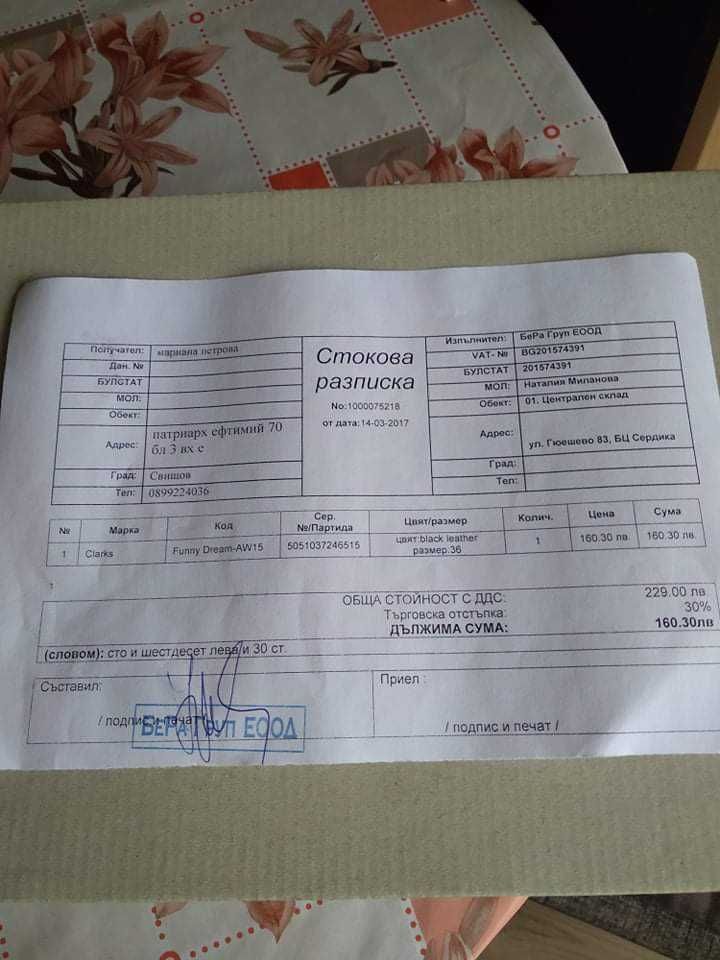 Получател: мариана петрова
Дан. №
БУЛСТАТ
МОЛ:
Обект:
Адрес: патриарх ефтимий 70
бл 3 вх е
Град: Свищов
Тел: 0899224036
Стокова
разписка
No:1000075218
от дата:14-03-2017
Изпълнител: БеРа Груп ЕООД
VAT- № BG201574391
БУЛСТАТ 201574391
МОЛ: Наталия Миланова
Обект: 01. Централен склад
Адрес: ул. Гюешево 83, БЦ Сердика
Град:
Тел:
№ Марка Код Сер. №/Партида Цвят/размер Колич. Цена Сума
1 Clarks Funny Dream-AW15 5051037246515 цвят:black leather размер:36 1 160.30 лв. 160.30 лв.
1
ОБЩА СТОЙНОСТ С ДДС: 229.00 лв
Търговска отстъпка: 30%
ДЪЛЖИМА СУМА: 160.30лв
(словом): сто и шестдесет лева и 30 ст.
Съставил:
/ подпис и печат /
БЕРА ГРУП ЕООД
Приел :
/ подпис и печат /